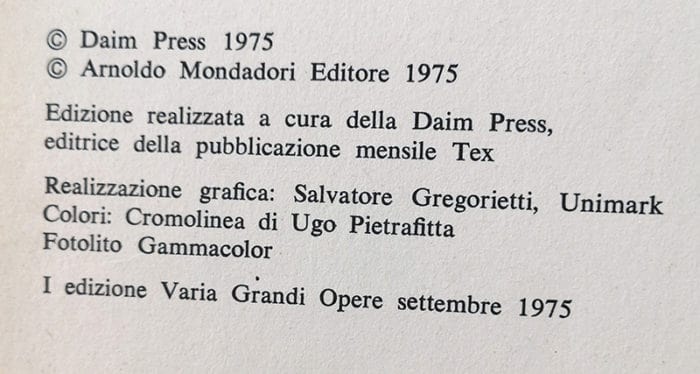 © Daim Press 1975
© Arnoldo Mondadori Editore 1975
Edizione realizzata a cura della Daim Press,
editrice della pubblicazione mensile Tex
Realizzazione grafica: Salvatore Gregorietti, Unimark
Colori: Cromolinea di Ugo Pietrafitta
Fotolito Gammacolor
I edizione Varia Grandi Opere settembre 1975